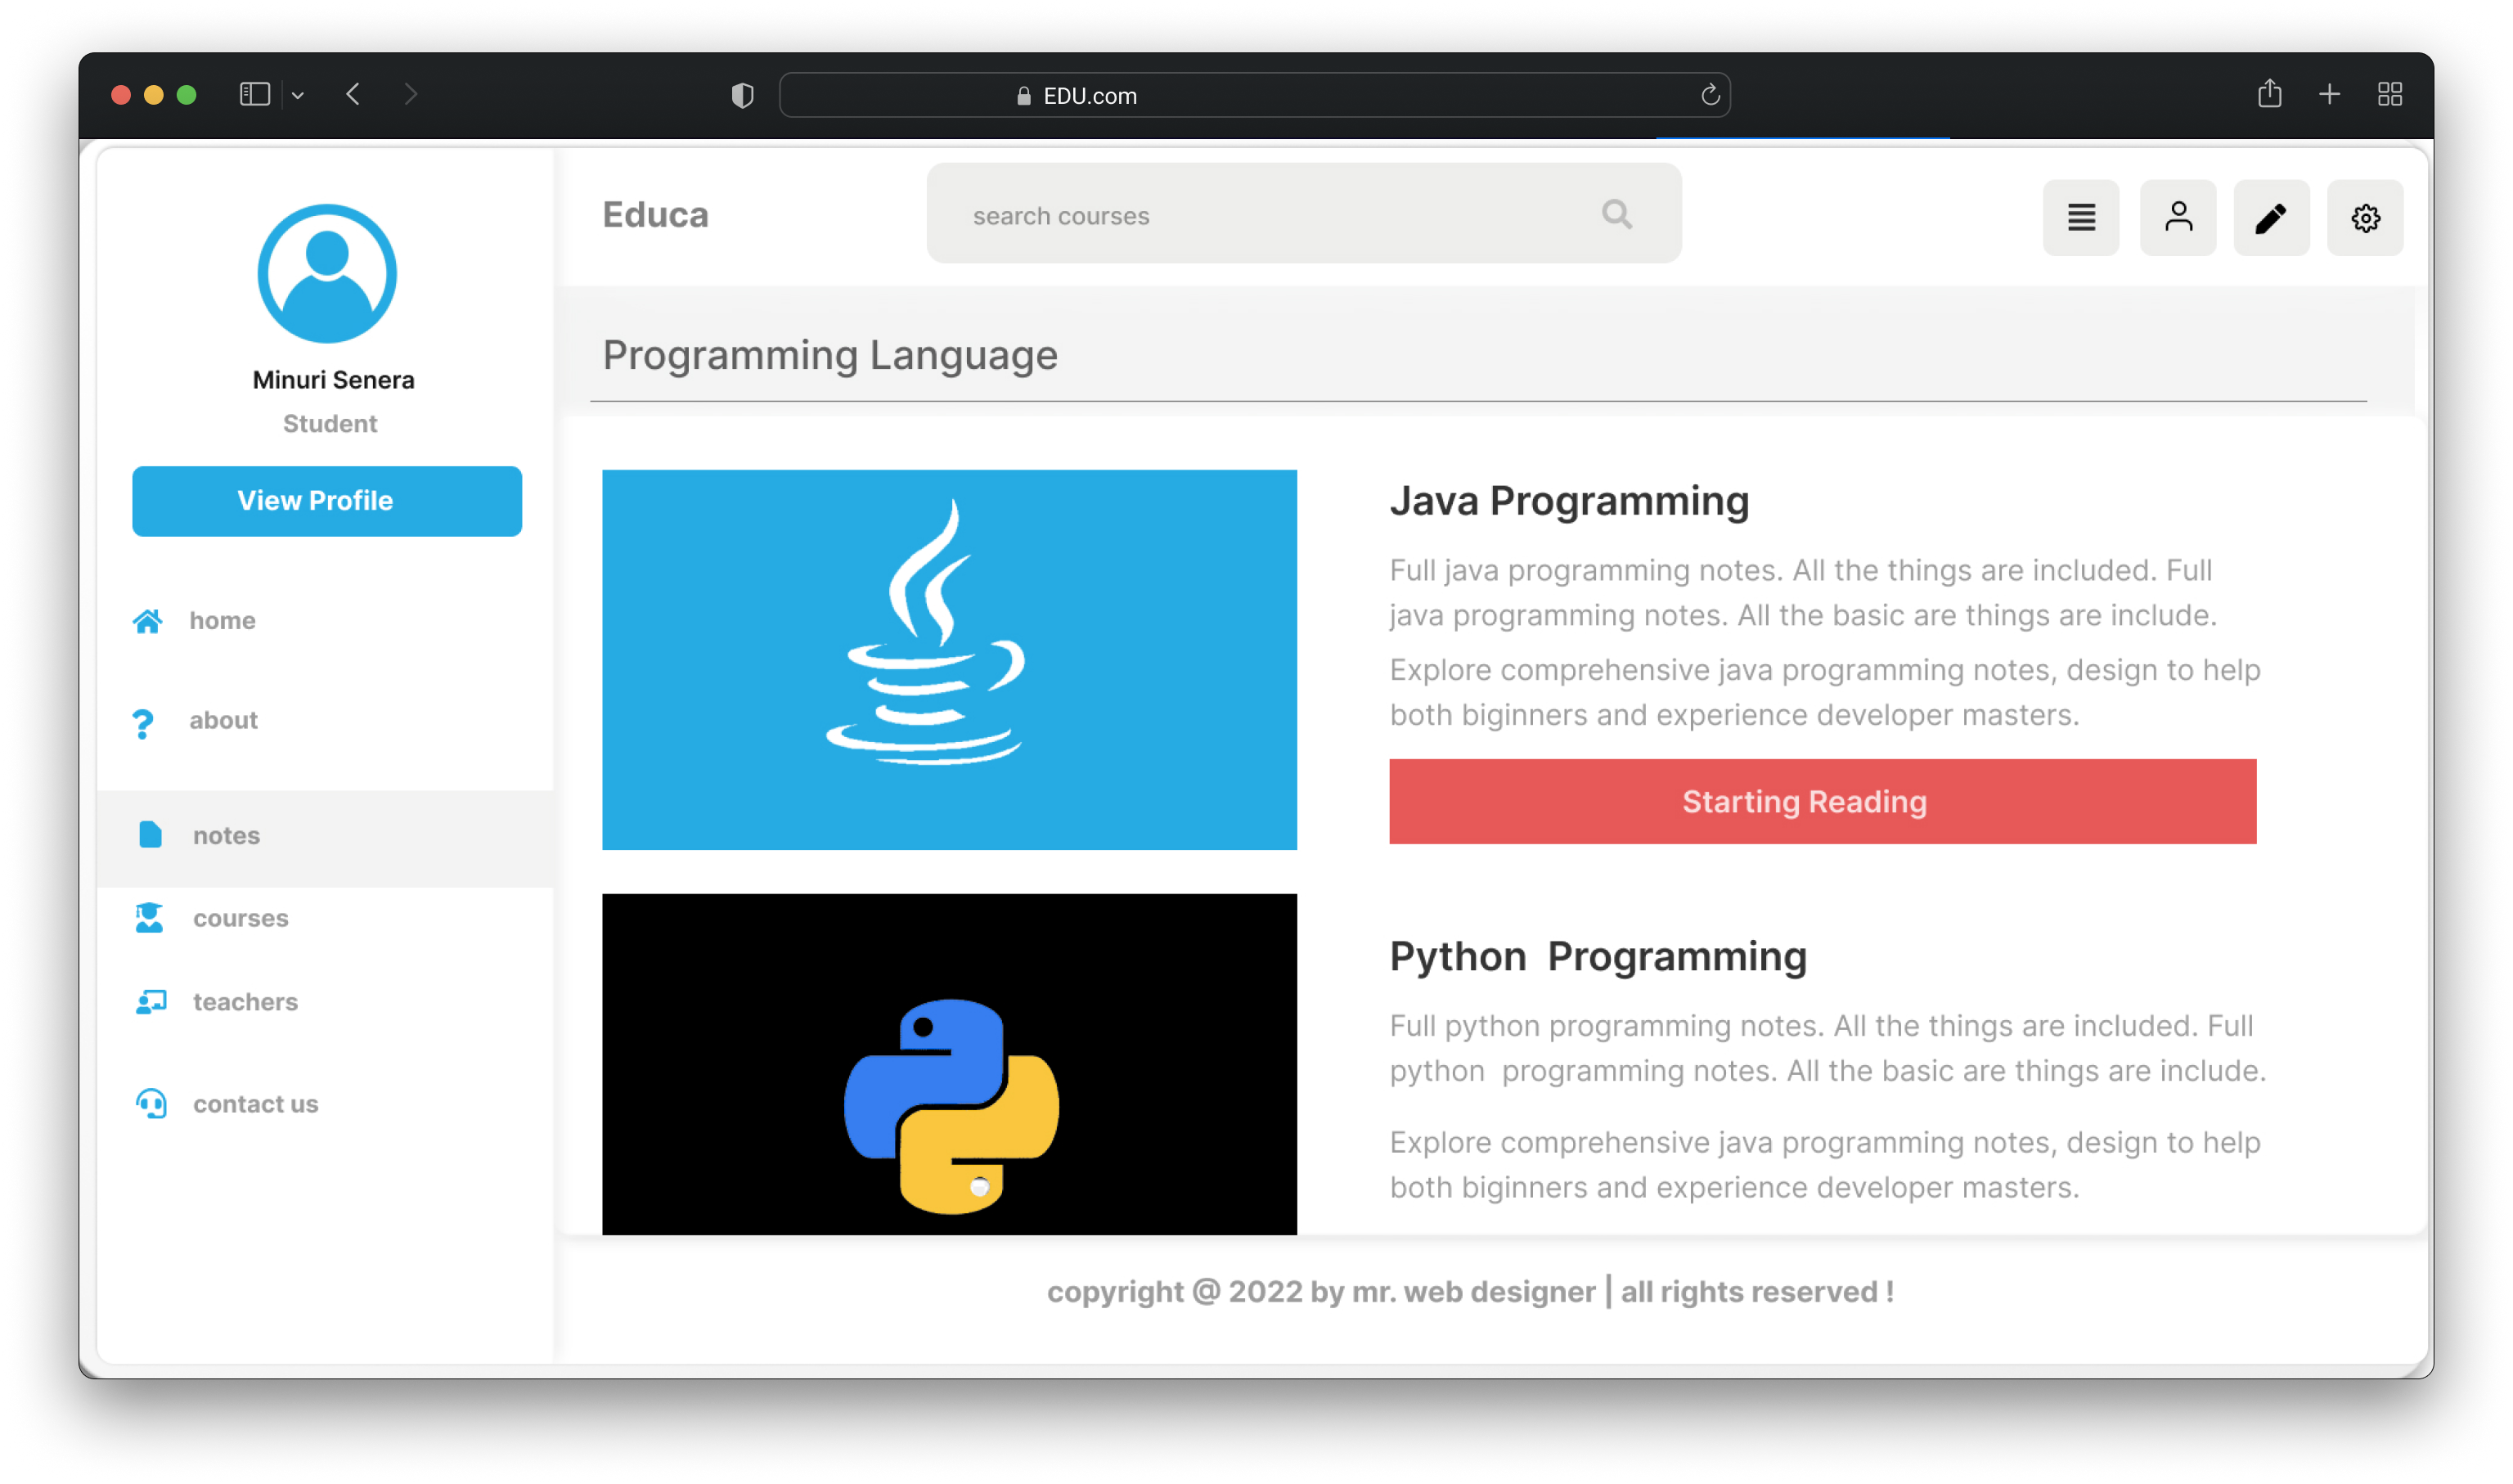 EDU.com
Educa
search courses
Minuri Senera
Student
View Profile
home
about
notes
courses
teachers
contact us
Programming Language
Java Programming
Full java programming notes. All the things are included. Full
java programming notes. All the basic are things are include.
Explore comprehensive java programming notes, design to help
both biginners and experience developer masters.
Starting Reading
Python  Programming
Full python programming notes. All the things are included. Full
python  programming notes. All the basic are things are include.
Explore comprehensive java programming notes, design to help
both biginners and experience developer masters.
copyright @ 2022 by mr. web designer | all rights reserved !